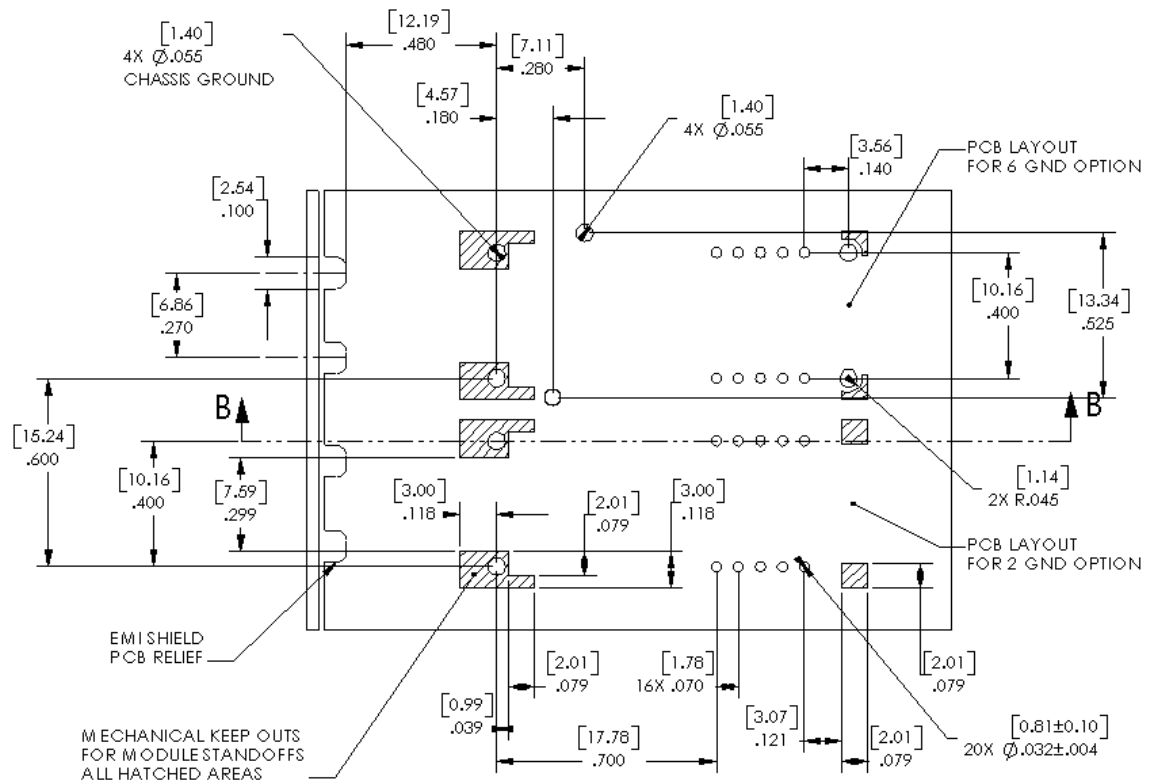 [12.19]
.480
[1.40]
4X Ø.055
CHASSIS GROUND
[7.11]
.280
[4.57]
.180
[1.40]
4X Ø.055
[3.56]
.140
PCB LAYOUT
FOR 6 GND OPTION
[2.54]
.100
[6.86]
.270
[10.16]
.400
[13.34]
.525
B
B
[15.24]
.600
[10.16]
.400
[7.59]
.299
[3.00]
.118
[2.01]
.079
[3.00]
.118
[1.14]
2X R.045
PCB LAYOUT
FOR 2 GND OPTION
EMI SHIELD
PCB RELIEF
[2.01]
.079
[1.78]
16X .070
[2.01]
.079
[0.99]
.039
[3.07]
.121
[0.81±0.10]
20X Ø.032±.004
MECHANICAL KEEP OUTS
FOR MODULE STANDOFFS
ALL HATCHED AREAS
[17.78]
.700
[2.01]
.079